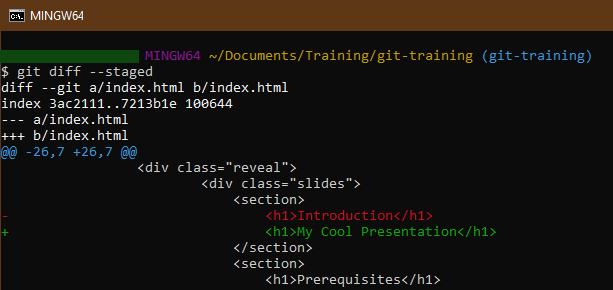 MINGW64
MINGW64 ~/Documents/Training/git-training (git-training)
$ git diff --staged
diff --git a/index.html b/index.html
index 3ac2111..7213b1e 100644
--- a/index.html
+++ b/index.html
@@ -26,7 +26,7 @@
<div class="reveal">
<div class="slides">
<section>
- <h1>Introduction</h1>
+ <h1>My Cool Presentation</h1>
</section>
<section>
<h1>Prerequisites</h1>